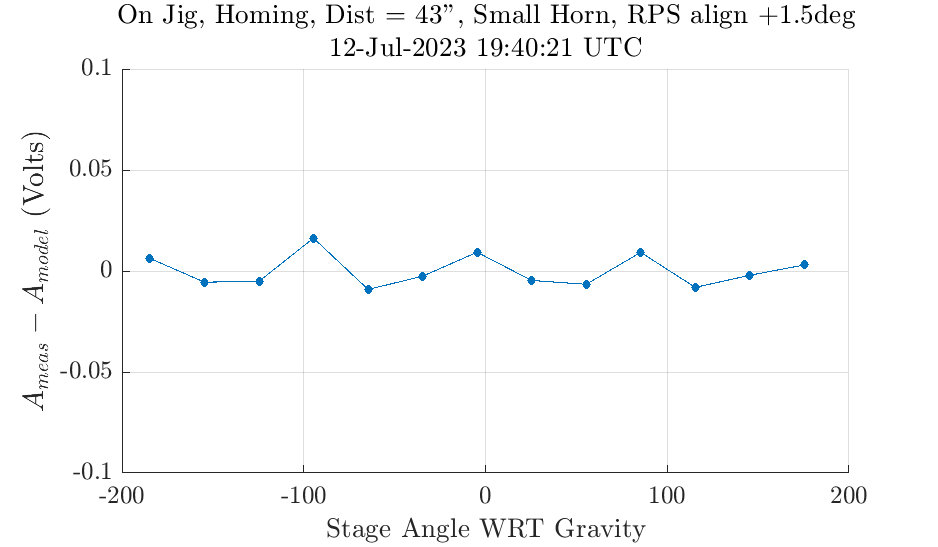 On Jig, Homing, Dist = 43”, Small Horn, RPS align +1.5deg
12-Jul-2023 19:40:21 UTC
0.1
0.05
0
-0.05
-0.1
A_meas − A_model (Volts)
-200 -100 0 100 200
Stage Angle WRT Gravity